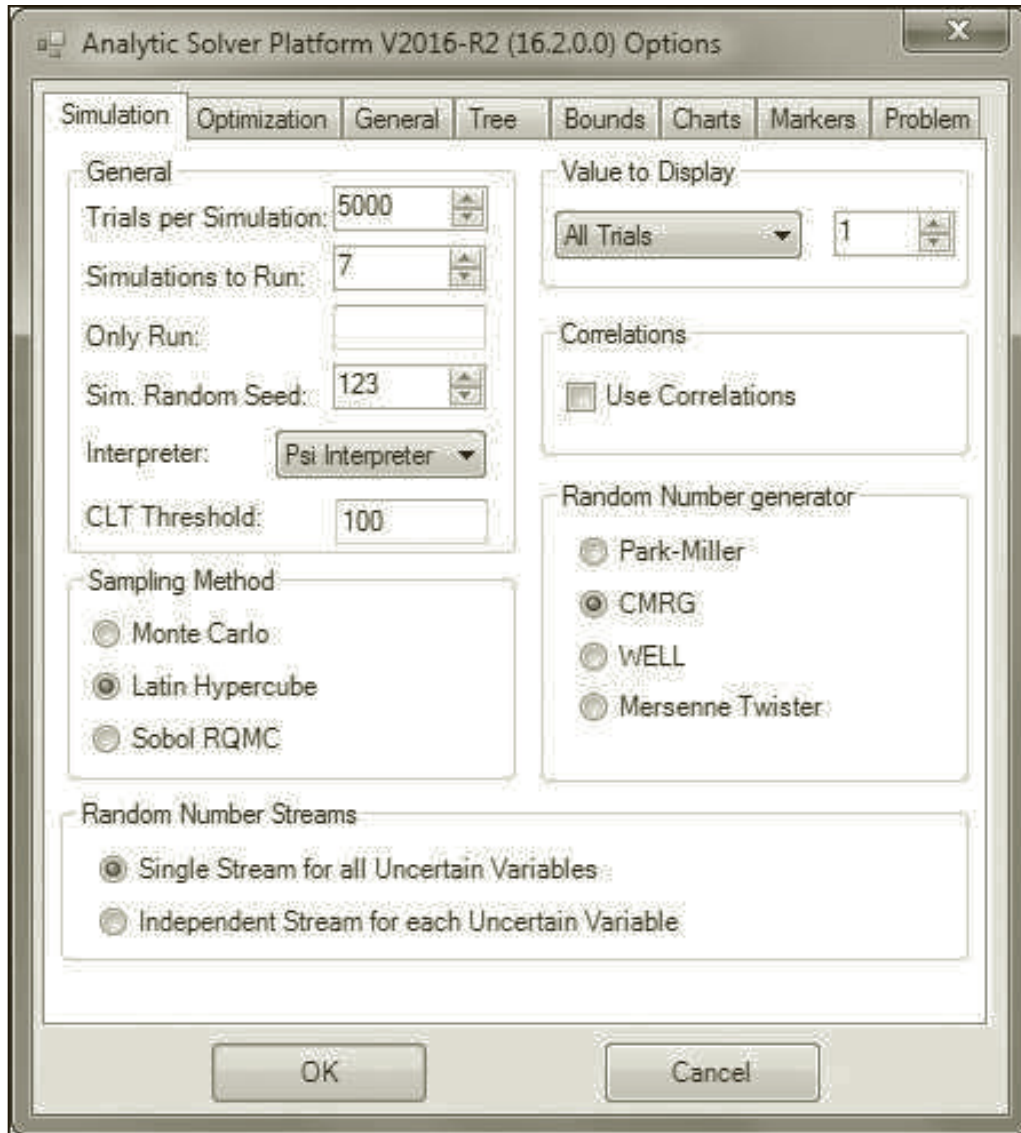 Analytic Solver Platform V2016-R2 (16.2.0.0) Options
X
Simulation Optimization General Tree Bounds Charts Markers Problem
General
Trials per Simulation: 5000
Simulations to Run: 7
Only Run:
Sim. Random Seed: 123
Interpreter: Psi Interpreter
CLT Threshold: 100
Sampling Method
Monte Carlo
Latin Hypercube
Sobol RQMC
Value to Display
All Trials 1
Correlations
Use Correlations
Random Number generator
Park-Miller
CMRG
WELL
Mersenne Twister
Random Number Streams
Single Stream for all Uncertain Variables
Independent Stream for each Uncertain Variable
OK Cancel